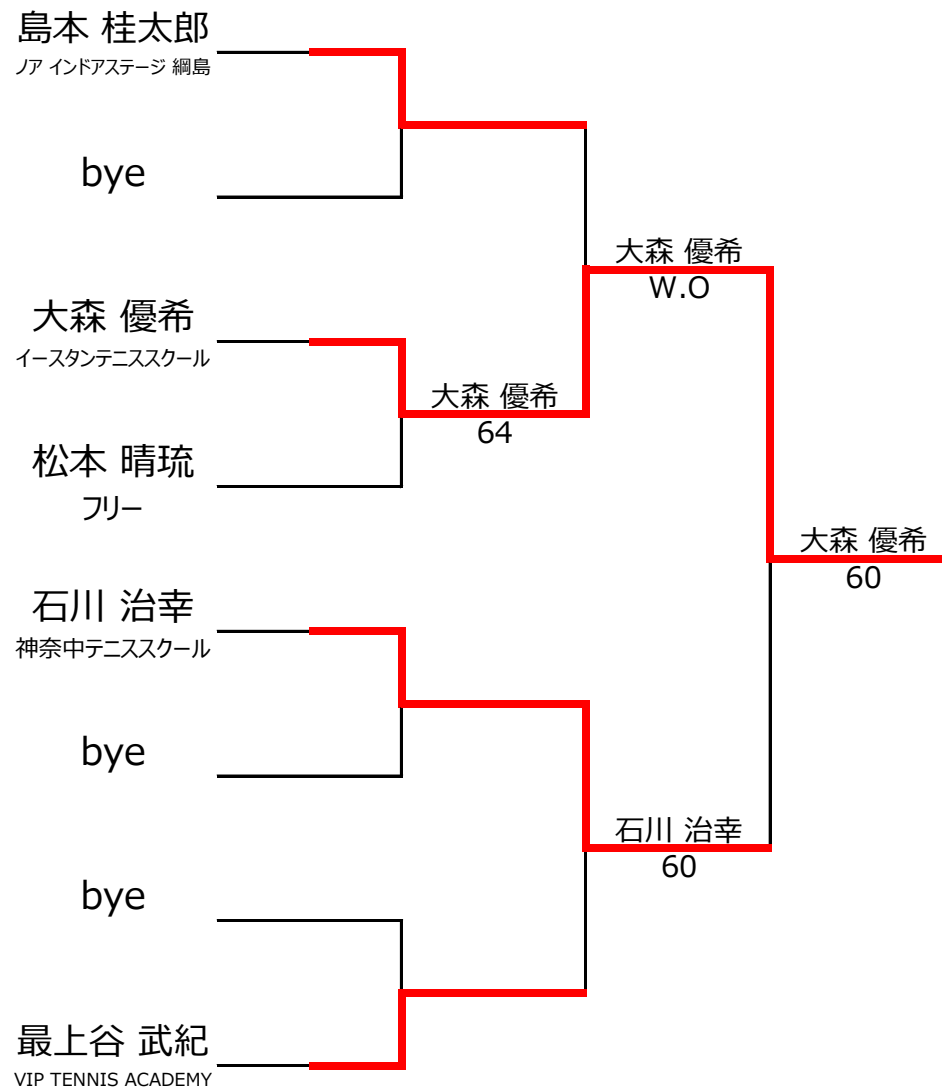 島本 桂太郎
ノア インドアステージ 綱島
bye
大森 優希
W.O
大森 優希
イースタンテニススクール
大森 優希
64
松本 晴琉
フリー
大森 優希
60
石川 治幸
神奈中テニススクール
bye
石川 治幸
60
bye
最上谷 武紀
VIP TENNIS ACADEMY